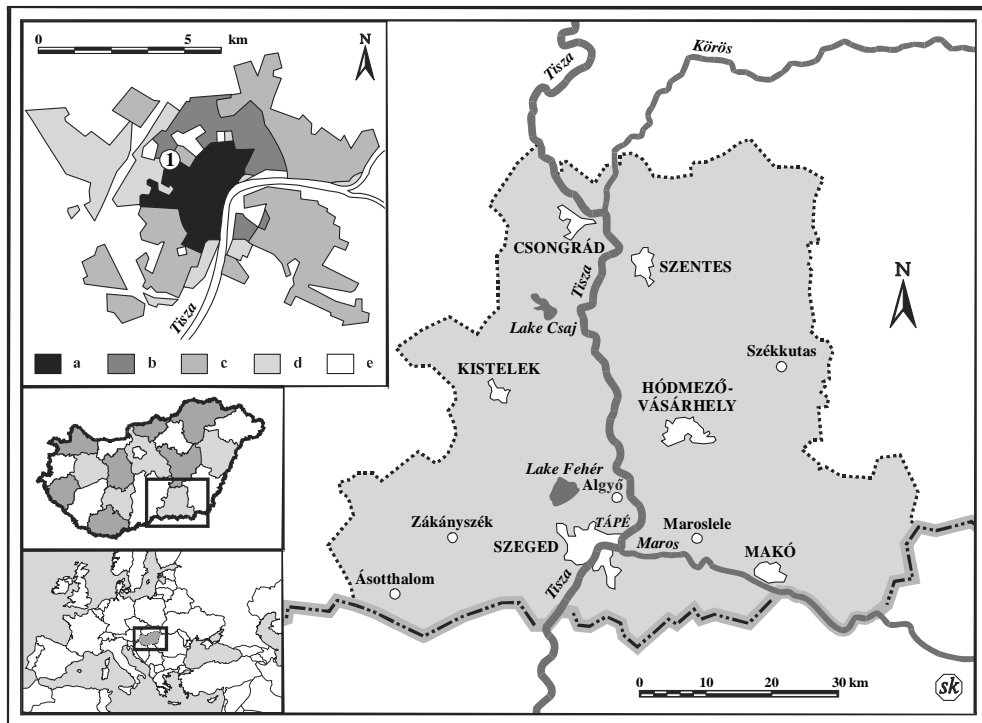 0 5 km
N
1
Tisza
a b c d e
Tisza
Körös
CSONGRÁD
SZENTES
Tisza
N
Lake Csaj
Székkutas
KISTELEK
HÓDMEZŐ-
VÁSÁRHELY
Lake Fehér
Algyő
Zákányszék
TÁPÉ
Maroslele
SZEGED
Maros
MAKÓ
Tisza
Ásotthalom
0 10 20 30 km
sk